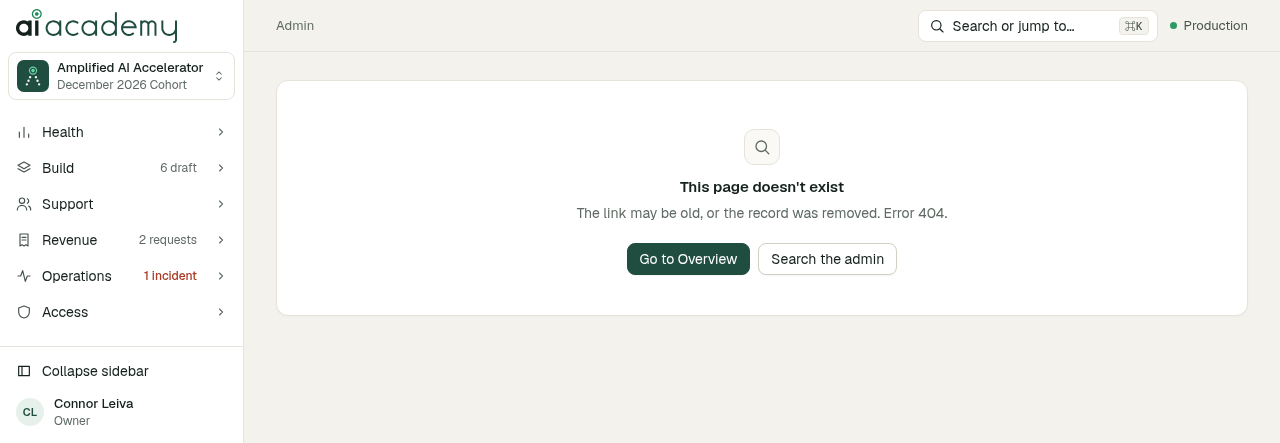 ai academy
Amplified AI Accelerator
December 2026 Cohort
Health
Build 6 draft
Support
Revenue 2 requests
Operations 1 incident
Access
Collapse sidebar
CL
Connor Leiva
Owner
Admin
Search or jump to... ⌘K
Production
This page doesn't exist
The link may be old, or the record was removed. Error 404.
Go to Overview
Search the admin